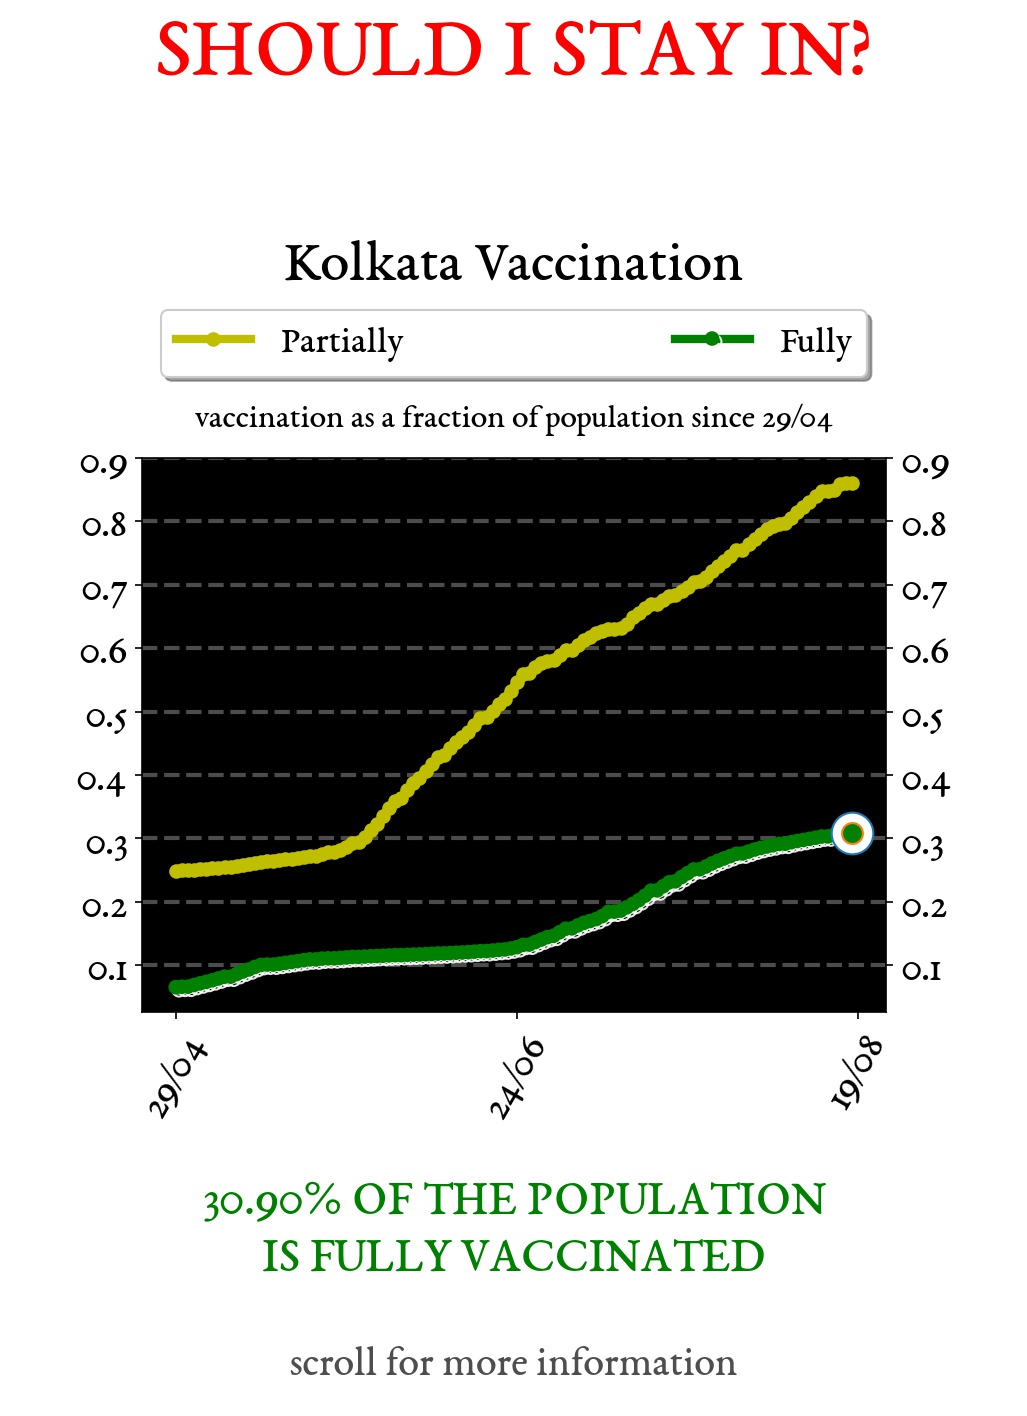 SHOULD I STAY IN?
Kolkata Vaccination
Partially Fully
vaccination as a fraction of population since 29/04
0.9 0.9
0.8 0.8
0.7 0.7
0.6 0.6
0.5 0.5
0.4 0.4
0.3 0.3
0.2 0.2
0.1 0.1
29/04 24/06 19/08
30.90% OF THE POPULATION
IS FULLY VACCINATED
scroll for more information